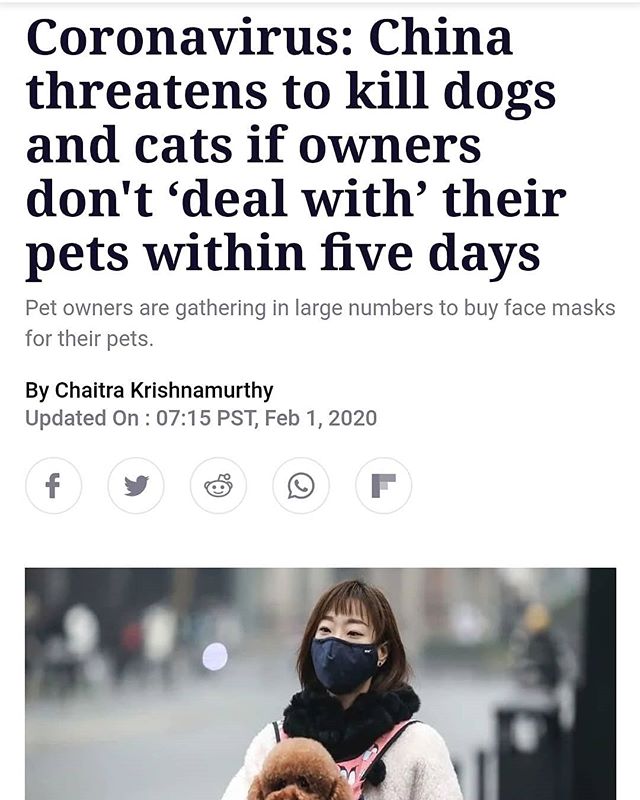 Coronavirus: China
threatens to kill dogs
and cats if owners
don't ‘deal with’ their
pets within five days
Pet owners are gathering in large numbers to buy face masks
for their pets.
By Chaitra Krishnamurthy
Updated On : 07:15 PST, Feb 1, 2020